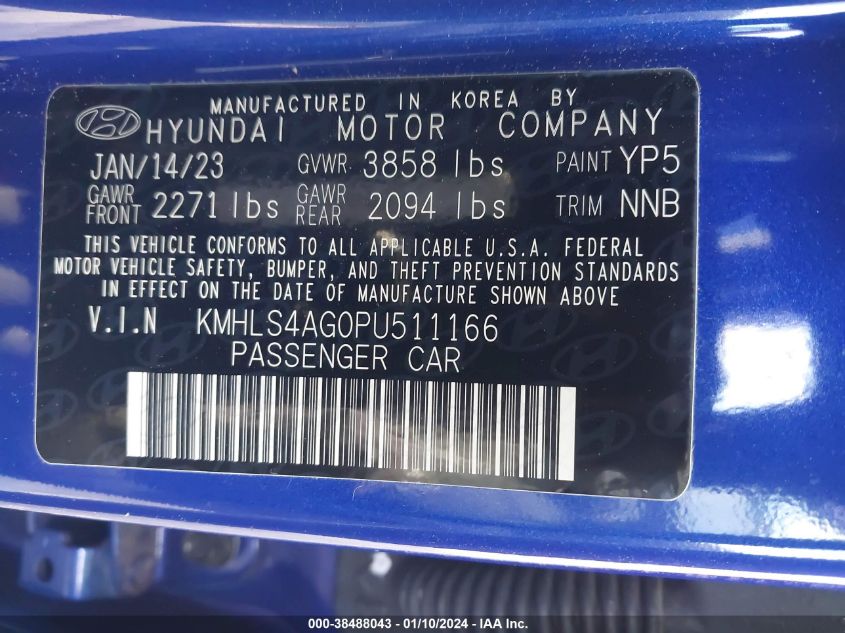 MANUFACTURED IN KOREA BY
HYUNDAI MOTOR COMPANY
JAN/14/23 GVWR 3858 lbs PAINT YP5
GAWR FRONT 2271 lbs GAWR REAR 2094 lbs TRIM NNB
THIS VEHICLE CONFORMS TO ALL APPLICABLE U.S.A. FEDERAL
MOTOR VEHICLE SAFETY, BUMPER, AND THEFT PREVENTION STANDARDS
IN EFFECT ON THE DATE OF MANUFACTURE SHOWN ABOVE
V.I.N KMHLS4AG0PU511166
PASSENGER CAR
000-38488043 - 01/10/2024 - IAA Inc.